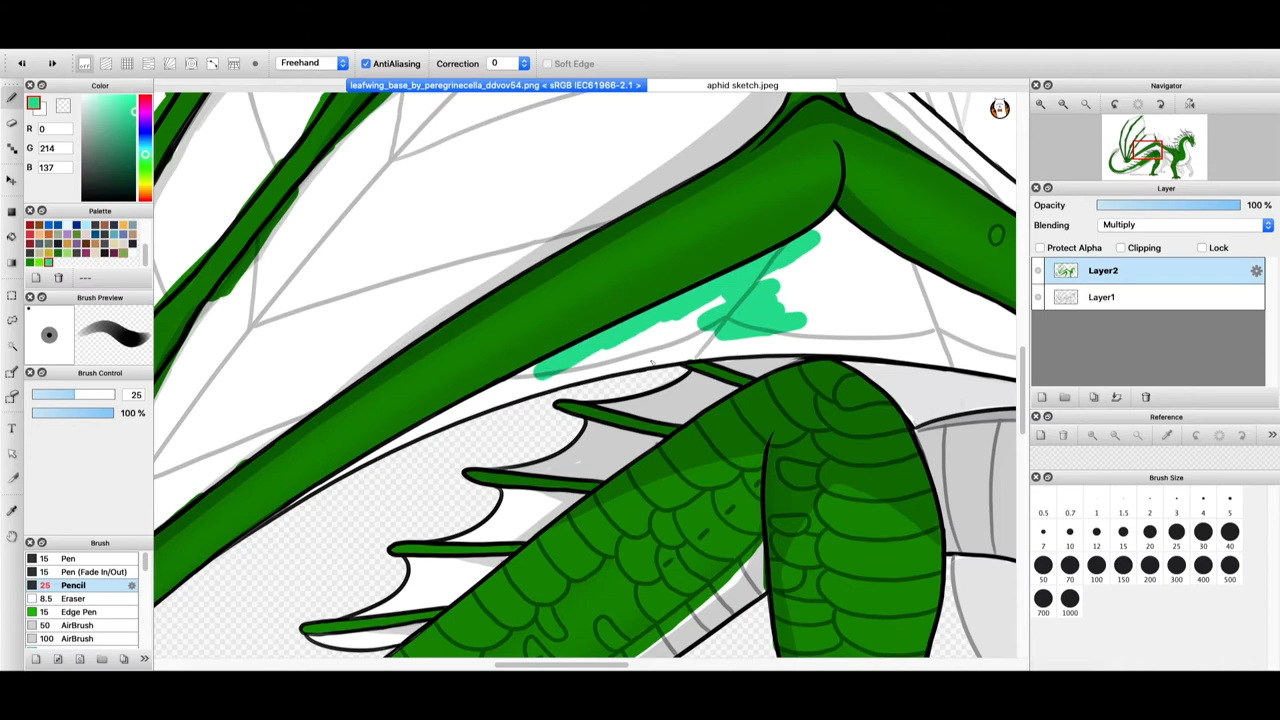 off
Freehand
AntiAliasing
Correction
0
Soft Edge
Color
leafwing_base_by_peregrinecella_ddvov54.png < sRGB IEC61966-2.1 >
aphid sketch.jpeg
Navigator
R
0
G
214
B
137
Palette
---
Brush Preview
Brush Control
25
100 %
Brush
15 Pen
15 Pen (Fade In/Out)
25 Pencil
8.5 Eraser
15 Edge Pen
50 AirBrush
100 AirBrush
T
Layer
Opacity
100 %
Blending
Multiply
Protect Alpha
Clipping
Lock
Layer2
Layer1
Reference
Brush Size
0.5 0.7 1 1.5 2 3 4 5
7 10 12 15 20 25 30 40
50 70 100 150 200 300 400 500
700 1000